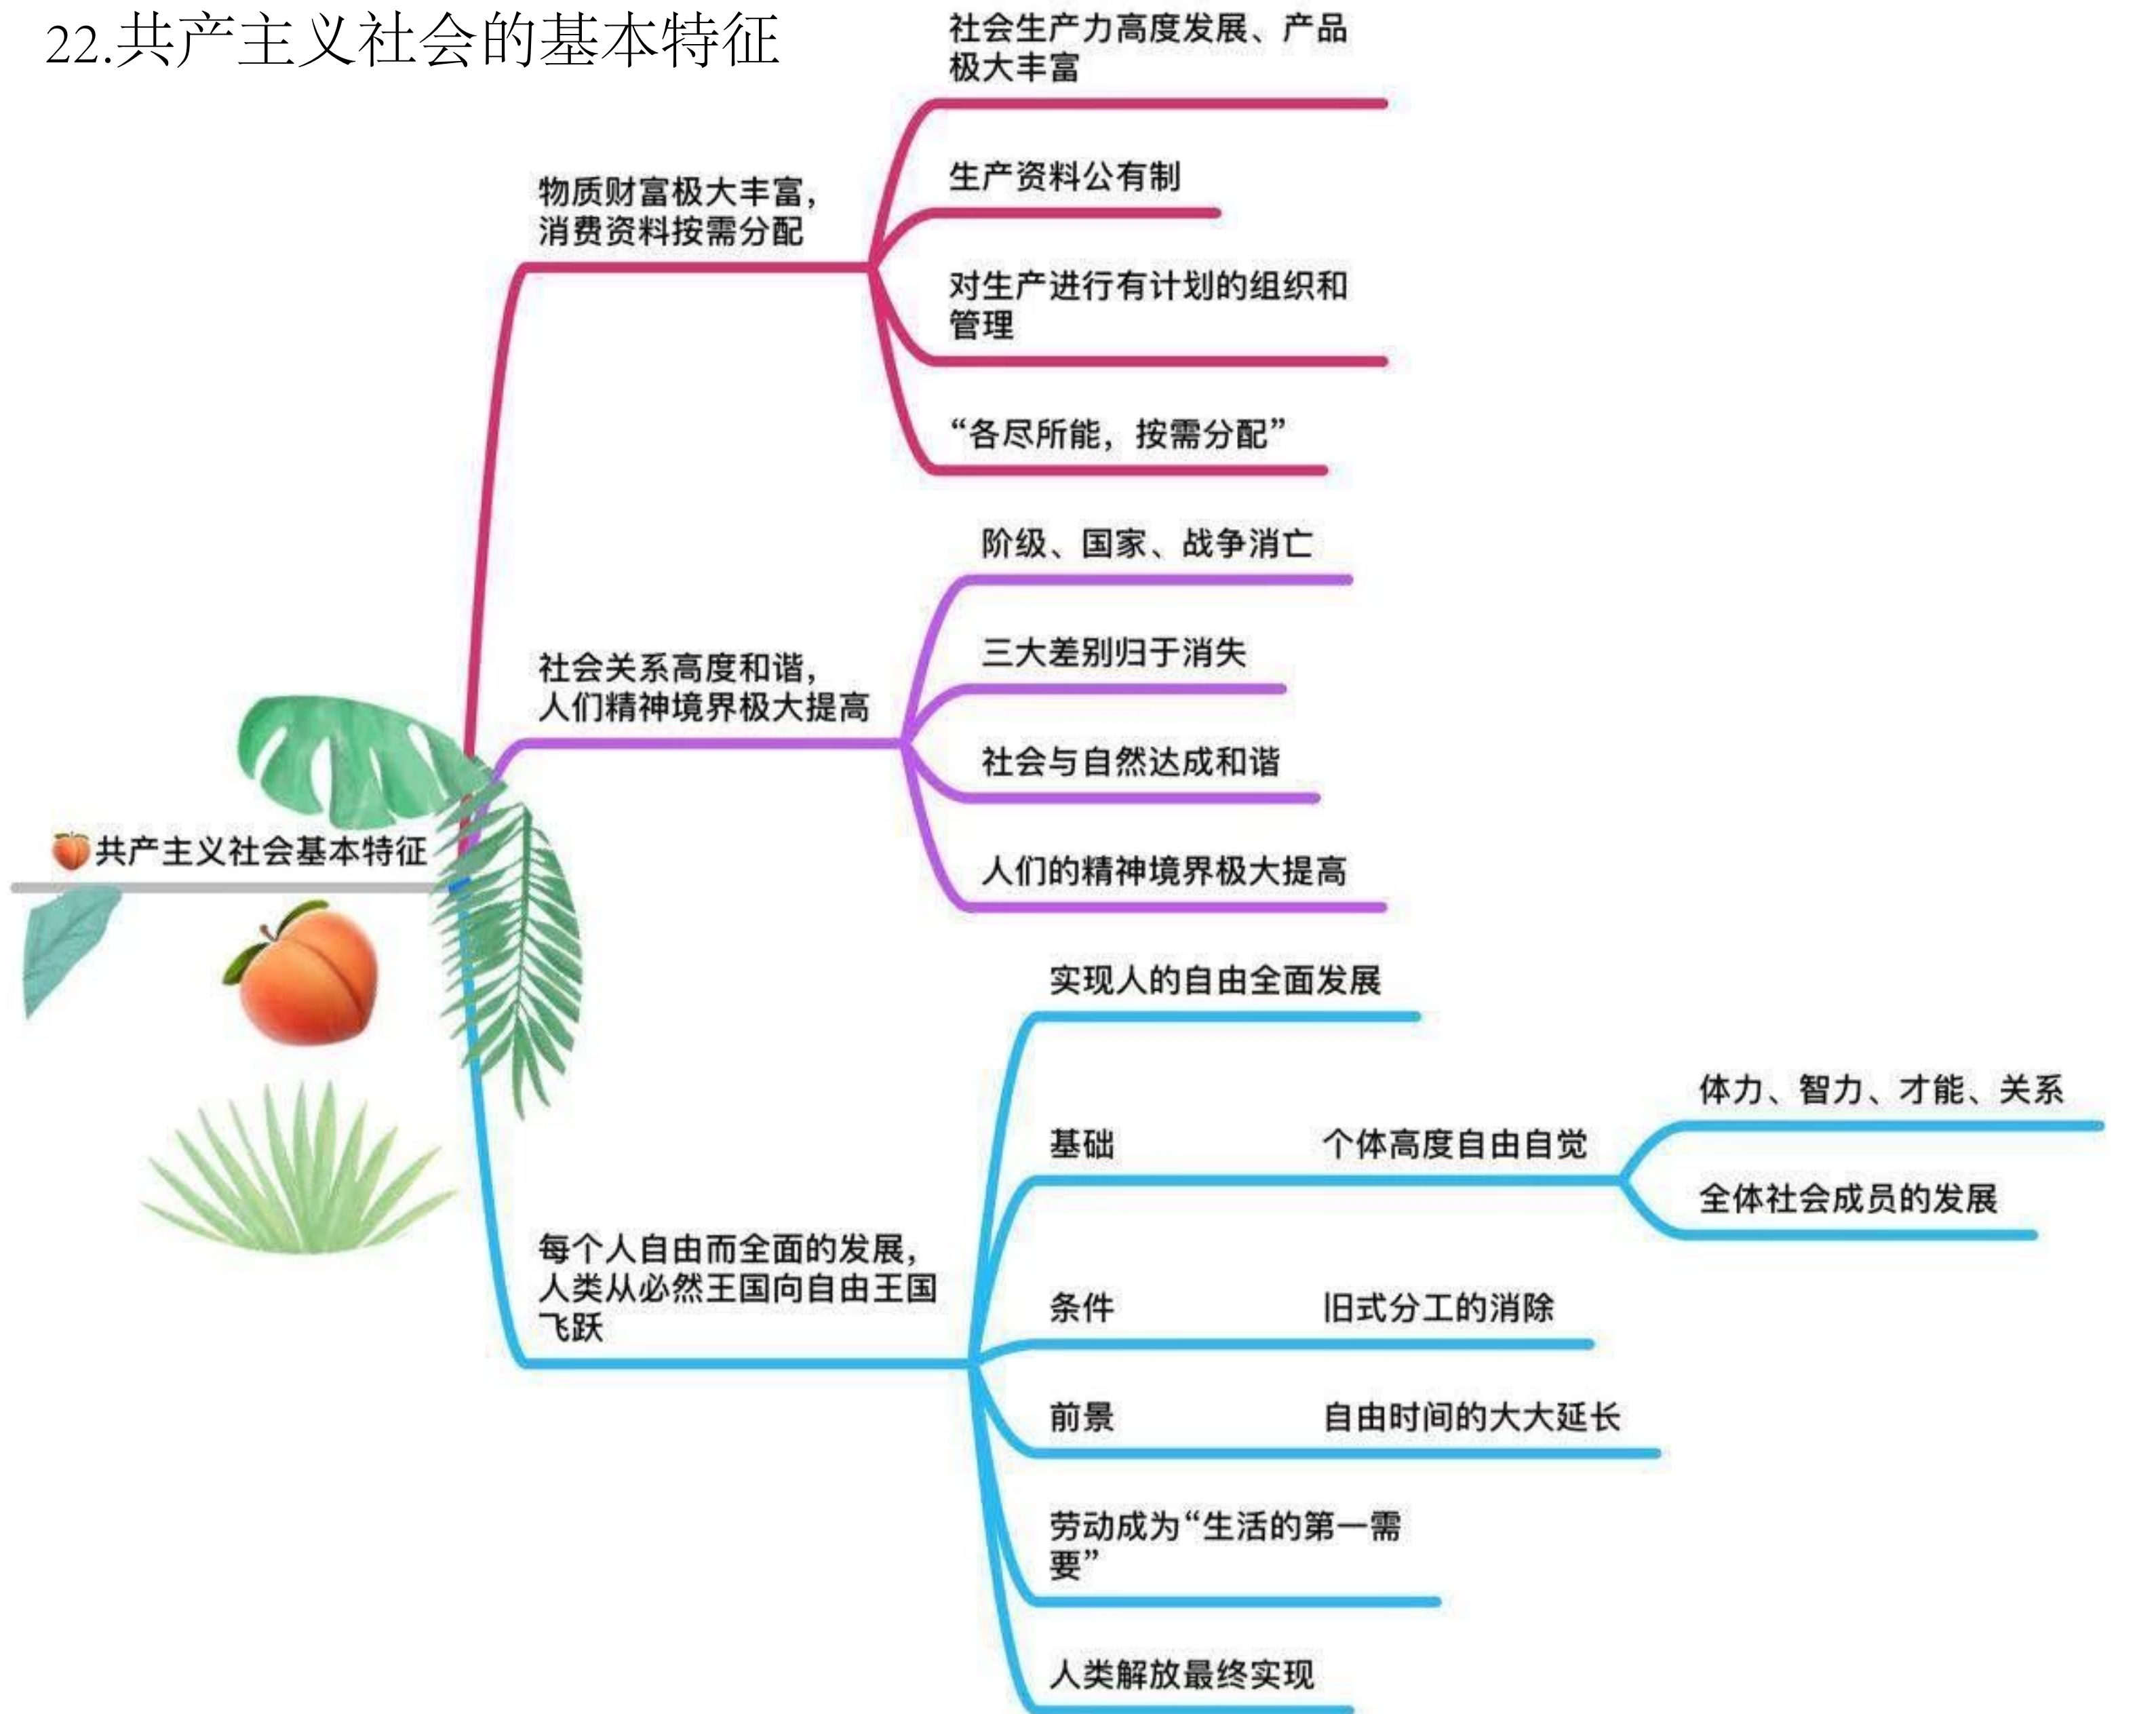 22.共产主义社会的基本特征
社会生产力高度发展、产品
极大丰富
生产资料公有制
物质财富极大丰富，
消费资料按需分配
对生产进行有计划的组织和
管理
“各尽所能，按需分配”
阶级、国家、战争消亡
三大差别归于消失
社会关系高度和谐，
人们精神境界极大提高
社会与自然达成和谐
人们的精神境界极大提高
共产主义社会基本特征
实现人的自由全面发展
基础 个体高度自由自觉
体力、智力、才能、关系
全体社会成员的发展
每个人自由而全面的发展，
人类从必然王国向自由王国
飞跃
条件 旧式分工的消除
前景 自由时间的大大延长
劳动成为“生活的第一需
要”
人类解放最终实现